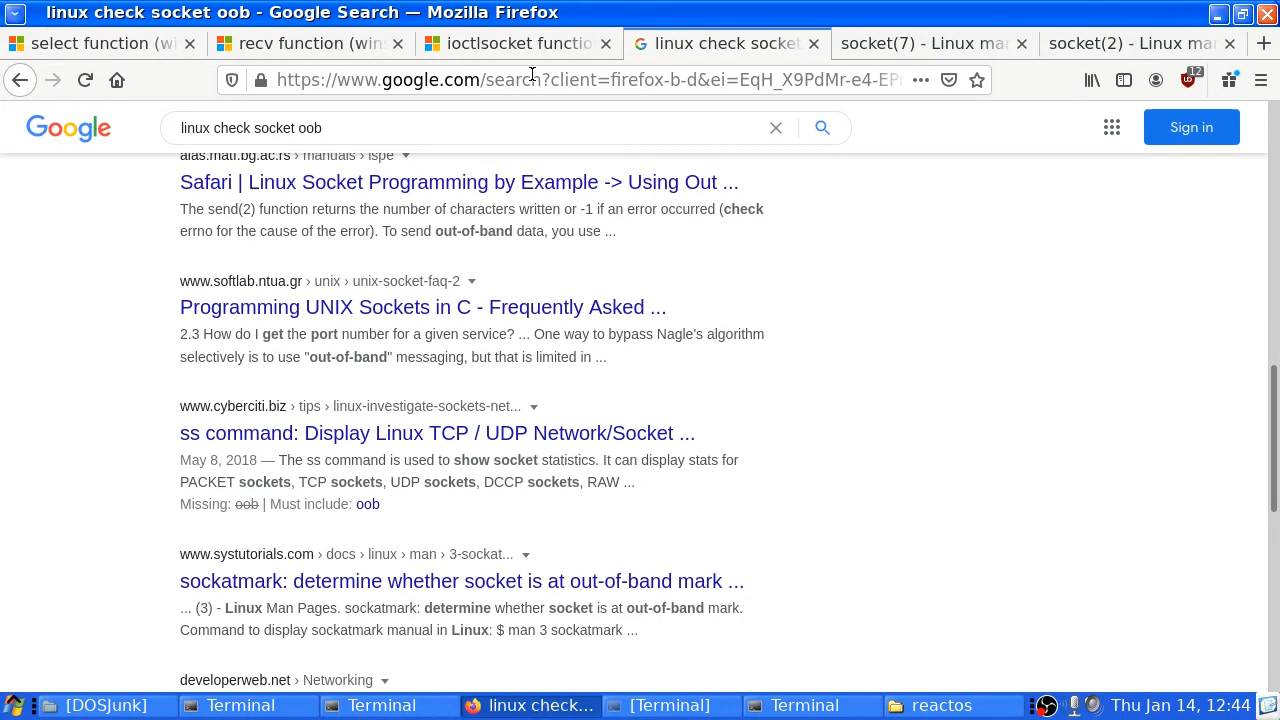 linux check socket oob - Google Search — Mozilla Firefox
select function (wi
recv function (wins
ioctlsocket functio
linux check socket
socket(7) - Linux ma
socket(2) - Linux ma
https://www.google.com/search?client=firefox-b-d&ei=EqH_X9PdMr-e4-EP
12
Google
linux check socket oob
Sign in
alas.matf.bg.ac.rs › manuals › lspe
Safari | Linux Socket Programming by Example -> Using Out ...
The send(2) function returns the number of characters written or -1 if an error occurred (check
errno for the cause of the error). To send out-of-band data, you use ...
www.softlab.ntua.gr › unix › unix-socket-faq-2
Programming UNIX Sockets in C - Frequently Asked ...
2.3 How do I get the port number for a given service? ... One way to bypass Nagle's algorithm
selectively is to use "out-of-band" messaging, but that is limited in ...
www.cyberciti.biz › tips › linux-investigate-sockets-net...
ss command: Display Linux TCP / UDP Network/Socket ...
May 8, 2018 — The ss command is used to show socket statistics. It can display stats for
PACKET sockets, TCP sockets, UDP sockets, DCCP sockets, RAW ...
Missing: oob | Must include: oob
www.systutorials.com › docs › linux › man › 3-sockat...
sockatmark: determine whether socket is at out-of-band mark ...
... (3) - Linux Man Pages. sockatmark: determine whether socket is at out-of-band mark.
Command to display sockatmark manual in Linux: $ man 3 sockatmark ...
developerweb.net › Networking
[DOSJunk]
Terminal
Terminal
linux check...
[Terminal]
Terminal
reactos
Thu Jan 14, 12:44